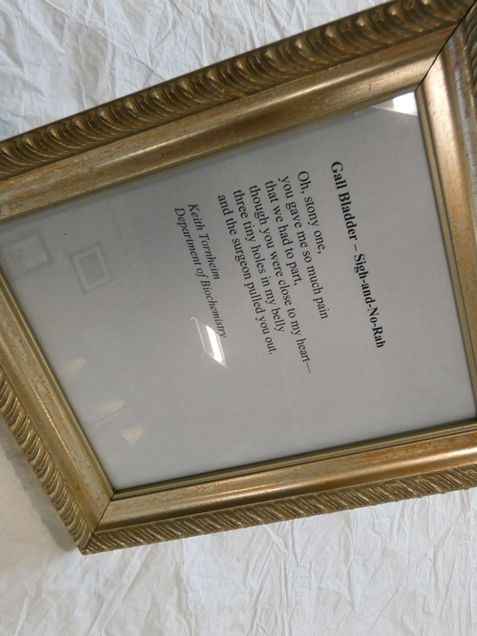 Gall Bladder – Sigh-and-No-Rah
Oh, stony one,
you gave me so much pain
that we had to part,
though you were close to my heart—
three tiny holes in my belly
and the surgeon pulled you out.
Keith Tornheim
Department of Biochemistry